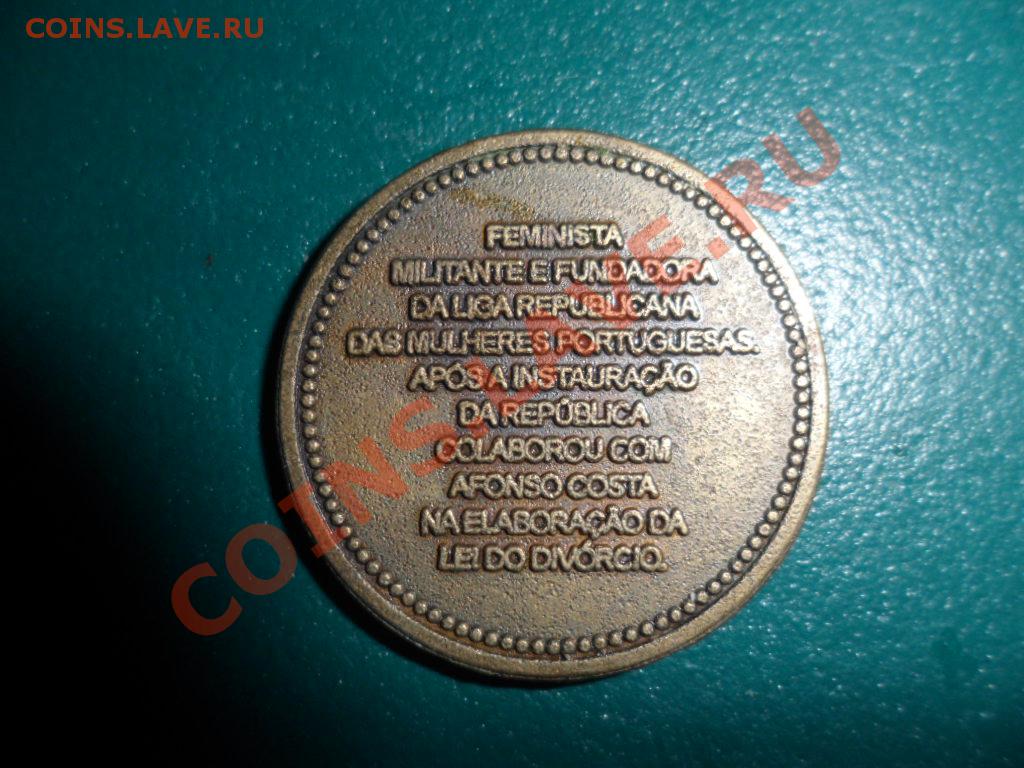 COINS.LAVE.RU
FEMINISTA
MILITANTE E FUNDADORA
DA LIGA REPUBLICANA
DAS MULHERES PORTUGUESAS.
APÓS A INSTAURAÇÃO
DA REPÚBLICA
COLABOROU COM
AFONSO COSTA
NA ELABORAÇÃO DA
LEI DO DIVÓRCIO.
COINS.LAVE.RU